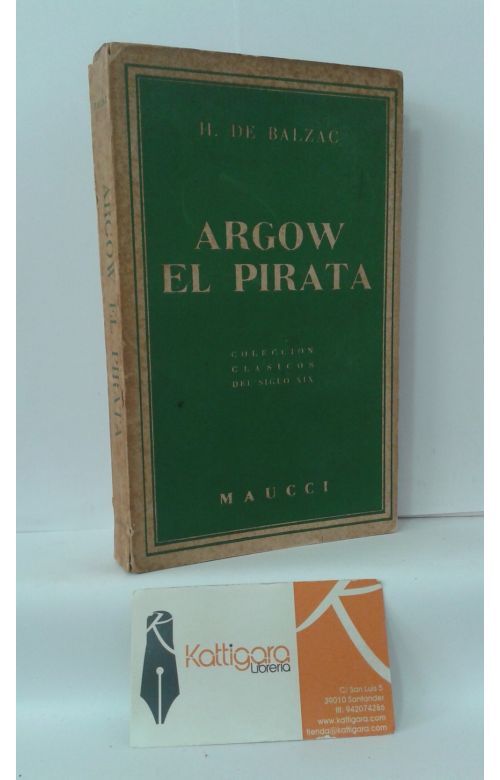 H. DE BALZAC
ARGOW
EL PIRATA
COLECCION
CLASICOS
DEL SIGLO XIX
MAUCCI
ARGOW EL PIRATA
Kattigara
Librería
C/ San Luis 5
39010 Santander
tlf. 942074286
www.kattigara.com
tienda@kattigara.com